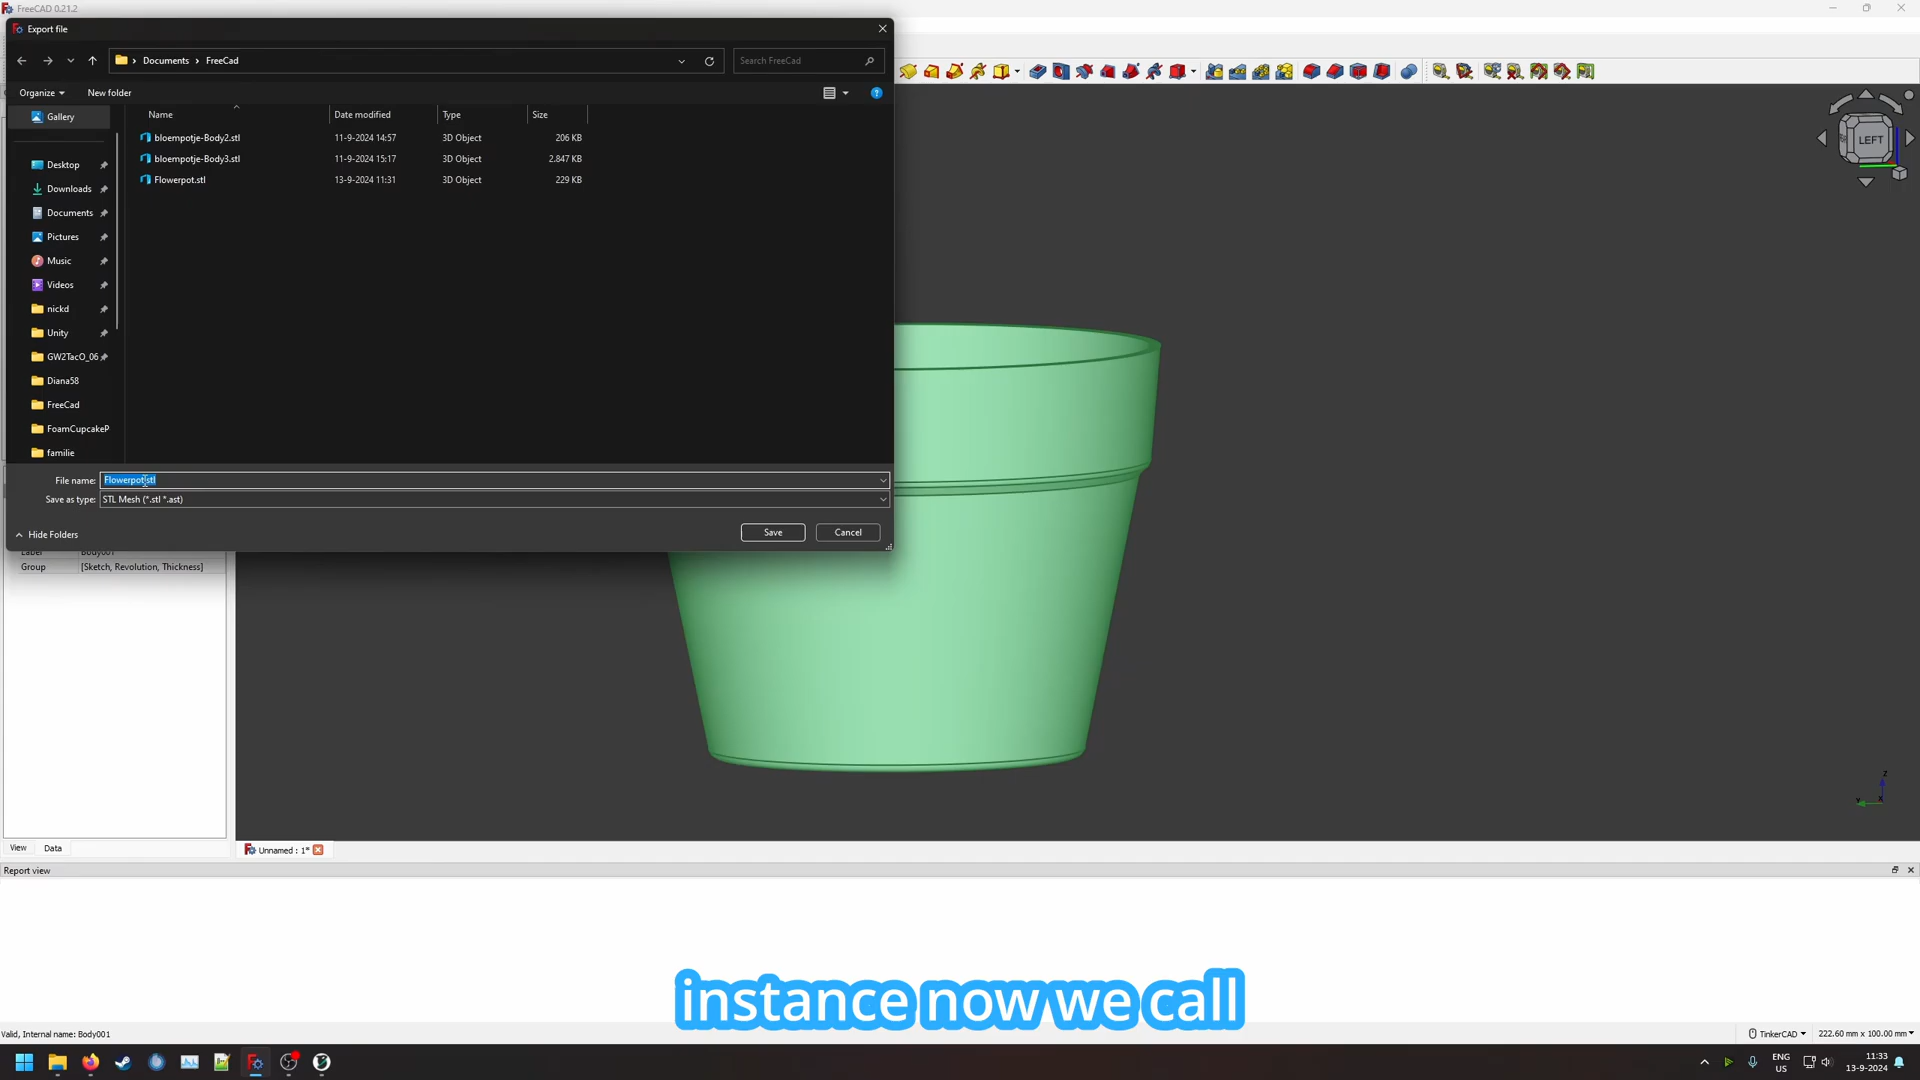 FreeCAD 0.21.2
Export file
Documents > FreeCad
Search FreeCad
Organize
New folder
Name
Date modified
Type
Size
Gallery
bloempotje-Body2.stl 11-9-2024 14:57 3D Object 206 KB
bloempotje-Body3.stl 11-9-2024 15:17 3D Object 2.847 KB
Flowerpot.stl 13-9-2024 11:31 3D Object 229 KB
Desktop
Downloads
Documents
Pictures
Music
Videos
nickd
Unity
GW2TacO_06
Diana58
FreeCad
FoamCupcakeP
familie
LEFT
File name: Flowerpot.stl
Save as type: STL Mesh (*.stl *.ast)
Hide Folders
Save
Cancel
Label Body001
Group [Sketch, Revolution, Thickness]
Z
Y
X
View
Data
Unnamed : 1*
Report view
instance now we call
Valid, Internal name: Body001
TinkerCAD
222.60 mm x 100.00 mm
ENG
US
11:33
13-9-2024